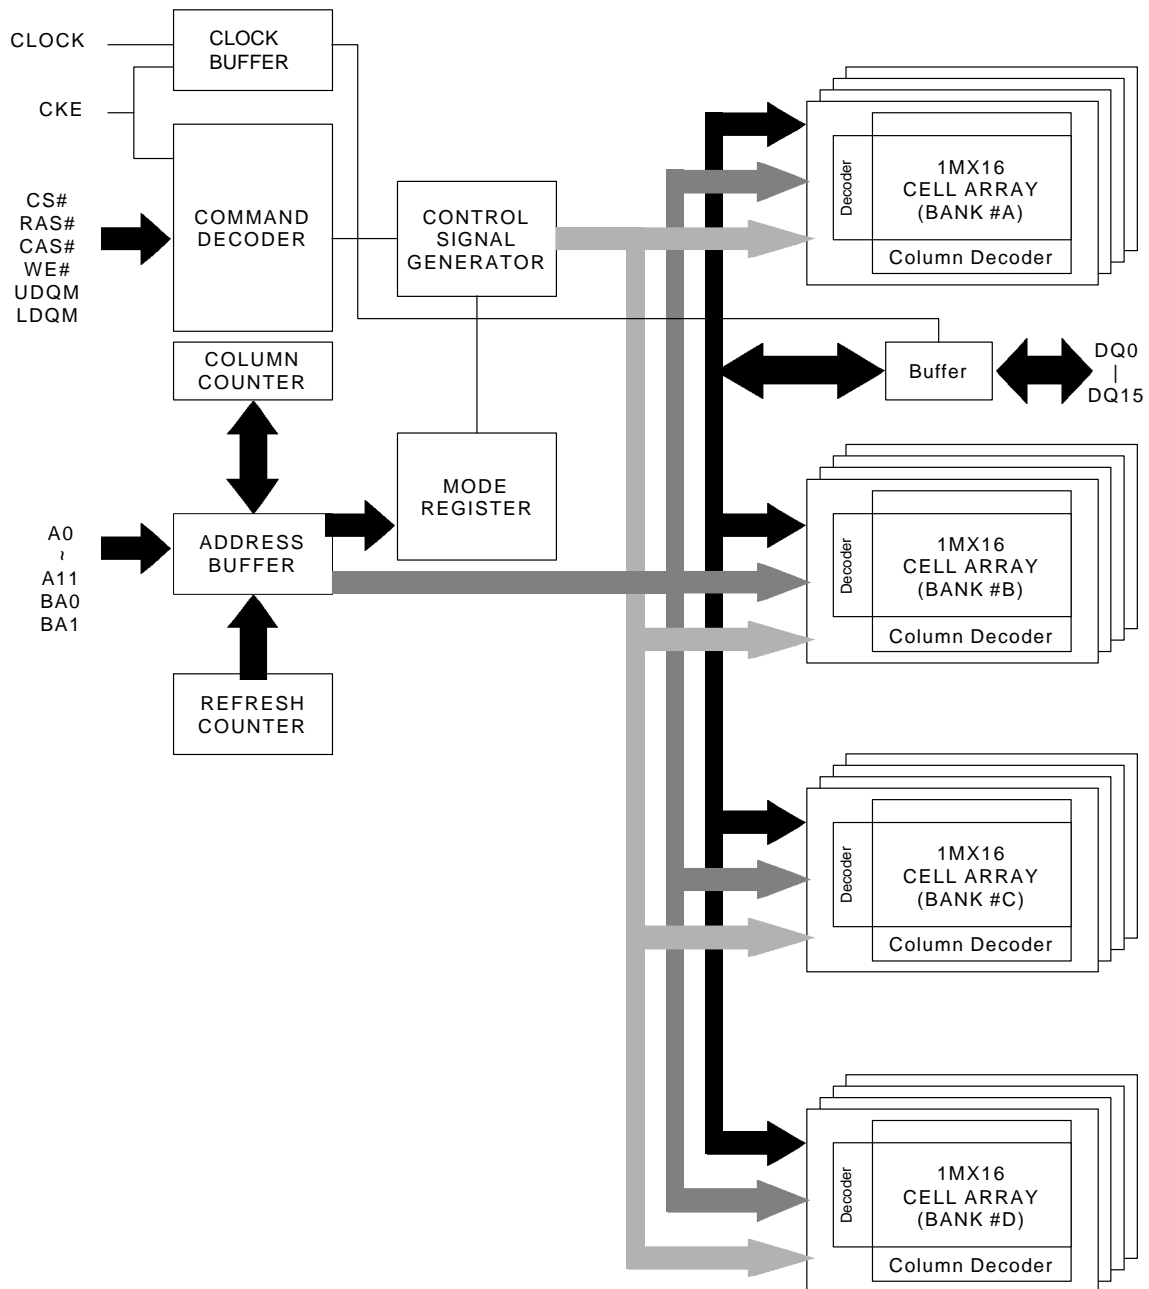 CLOCK
CLOCK
BUFFER
CKE
CS#
RAS#
CAS#
WE#
UDQM
LDQM
COMMAND
DECODER
CONTROL
SIGNAL
GENERATOR
Decoder
1MX16
CELL ARRAY
(BANK #A)
Column Decoder
COLUMN
COUNTER
Buffer
DQ0
|
DQ15
MODE
REGISTER
A0
~
A11
BA0
BA1
ADDRESS
BUFFER
Decoder
1MX16
CELL ARRAY
(BANK #B)
Column Decoder
REFRESH
COUNTER
Decoder
1MX16
CELL ARRAY
(BANK #C)
Column Decoder
Decoder
1MX16
CELL ARRAY
(BANK #D)
Column Decoder